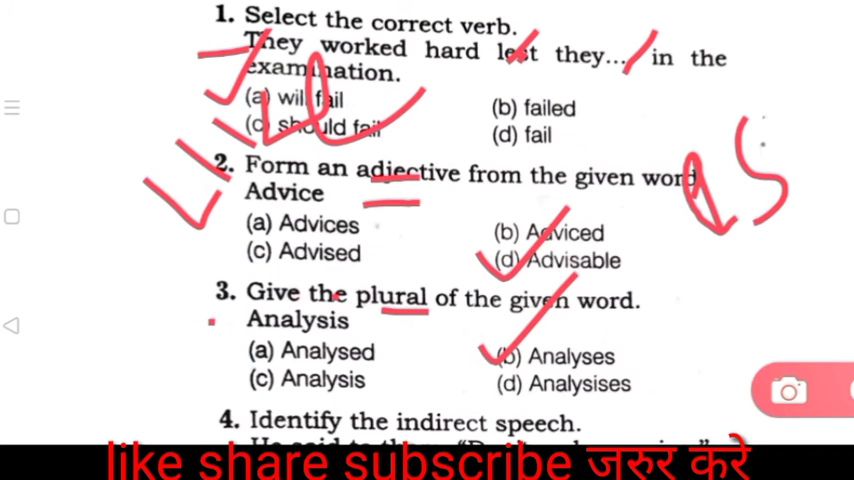 1. Select the correct verb.
They worked hard lest they... in the
examination.
(a) will fail (b) failed
(c) should fail (d) fail
2. Form an adjective from the given word
Advice
(a) Advices (b) Adviced
(c) Advised (d) Advisable
3. Give the plural of the given word.
Analysis
(a) Analysed (b) Analyses
(c) Analysis (d) Analysises
4. Identify the indirect speech.
like share subscribe जरुर करे